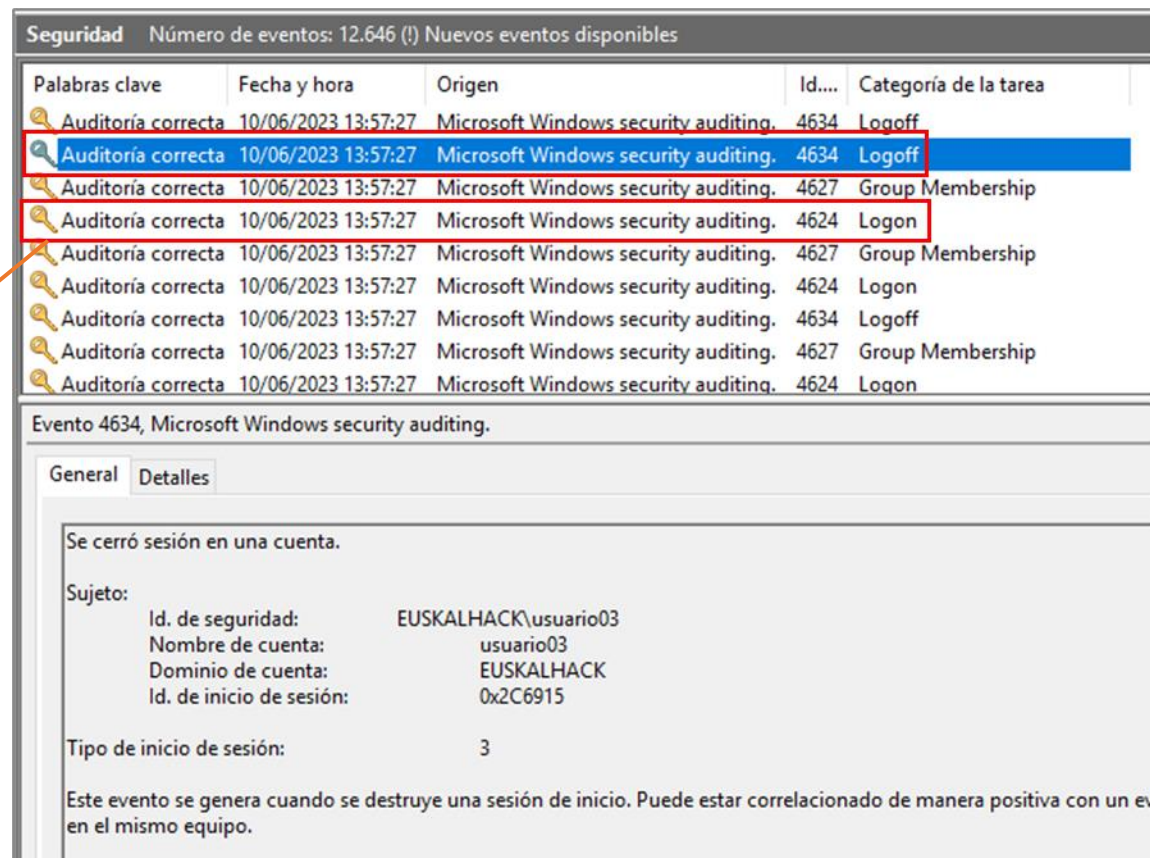 Seguridad Número de eventos: 12.646 (!) Nuevos eventos disponibles
Palabras clave Fecha y hora Origen Id.... Categoría de la tarea
Auditoría correcta 10/06/2023 13:57:27 Microsoft Windows security auditing. 4634 Logoff
Auditoría correcta 10/06/2023 13:57:27 Microsoft Windows security auditing. 4634 Logoff
Auditoría correcta 10/06/2023 13:57:27 Microsoft Windows security auditing. 4627 Group Membership
Auditoría correcta 10/06/2023 13:57:27 Microsoft Windows security auditing. 4624 Logon
Auditoría correcta 10/06/2023 13:57:27 Microsoft Windows security auditing. 4627 Group Membership
Auditoría correcta 10/06/2023 13:57:27 Microsoft Windows security auditing. 4624 Logon
Auditoría correcta 10/06/2023 13:57:27 Microsoft Windows security auditing. 4634 Logoff
Auditoría correcta 10/06/2023 13:57:27 Microsoft Windows security auditing. 4627 Group Membership
Auditoría correcta 10/06/2023 13:57:27 Microsoft Windows security auditing. 4624 Logon
Evento 4634, Microsoft Windows security auditing.
General Detalles
Se cerró sesión en una cuenta.
Sujeto:
Id. de seguridad: EUSKALHACK\usuario03
Nombre de cuenta: usuario03
Dominio de cuenta: EUSKALHACK
Id. de inicio de sesión: 0x2C6915
Tipo de inicio de sesión: 3
Este evento se genera cuando se destruye una sesión de inicio. Puede estar correlacionado de manera positiva con un
en el mismo equipo.